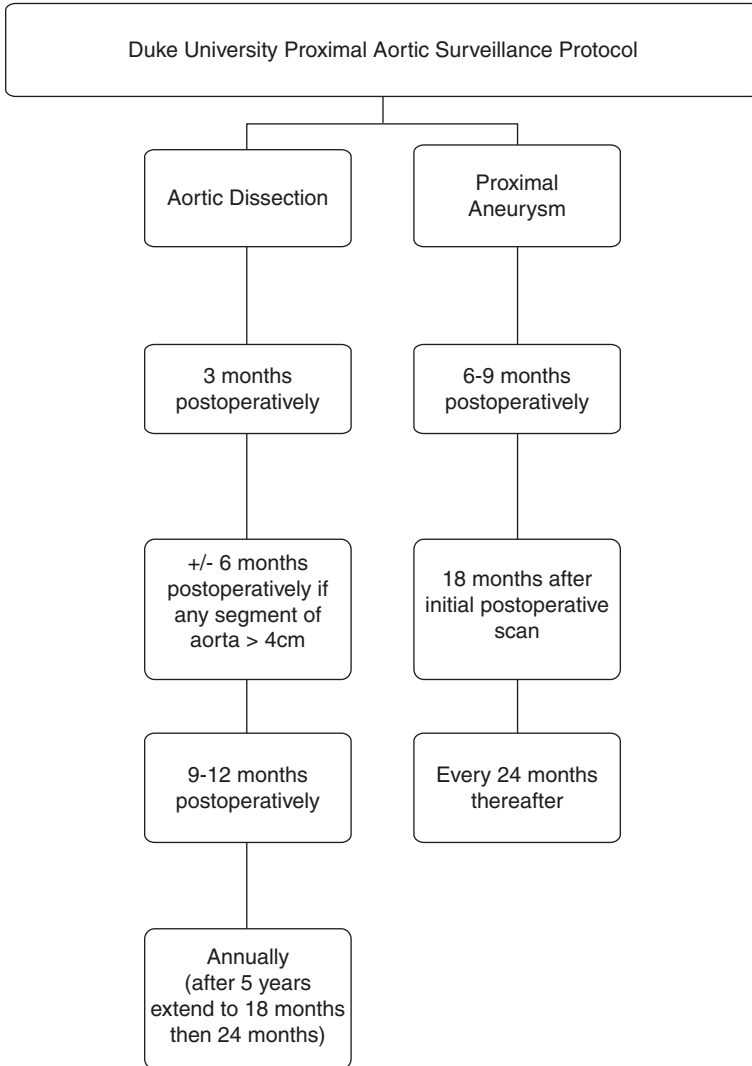 Duke University Proximal Aortic Surveillance Protocol
Aortic Dissection
3 months
postoperatively
+/- 6 months
postoperatively if
any segment of
aorta > 4cm
9-12 months
postoperatively
Annually
(after 5 years
extend to 18 months
then 24 months)
Proximal
Aneurysm
6-9 months
postoperatively
18 months after
initial postoperative
scan
Every 24 months
thereafter